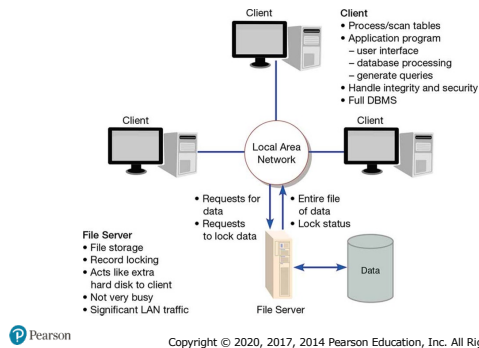 Client
Client
• Process/scan tables
• Application program
– user interface
– database processing
– generate queries
• Handle integrity and security
• Full DBMS
Client
Client
Local Area
Network
• Requests for
data
• Requests
to lock data
• Entire file
of data
• Lock status
File Server
• File storage
• Record locking
• Acts like extra
hard disk to client
• Not very busy
• Significant LAN traffic
Data
File Server
P Pearson
Copyright © 2020, 2017, 2014 Pearson Education, Inc. All Rig